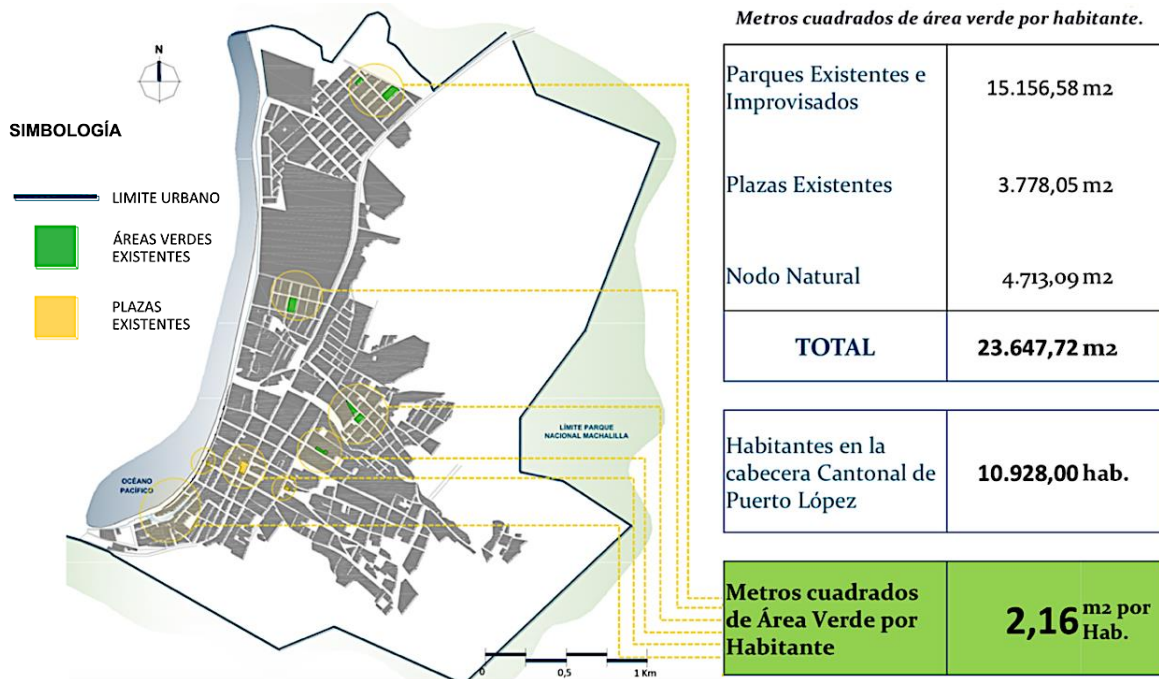 Metros cuadrados de área verde por habitante.
N
SIMBOLOGÍA
LIMITE URBANO
ÁREAS VERDES
EXISTENTES
PLAZAS
EXISTENTES
OCÉANO
PACÍFICO
LÍMITE PARQUE
NACIONAL MACHALILLA
0 0,5 1 Km
Parques Existentes e
Improvisados
15.156,58 m2
Plazas Existentes
3.778,05 m2
Nodo Natural
4.713,09 m2
TOTAL
23.647,72 m2
Habitantes en la
cabecera Cantonal de
Puerto López
10.928,00 hab.
Metros cuadrados
de Área Verde por
Habitante
2,16 m2 por
Hab.